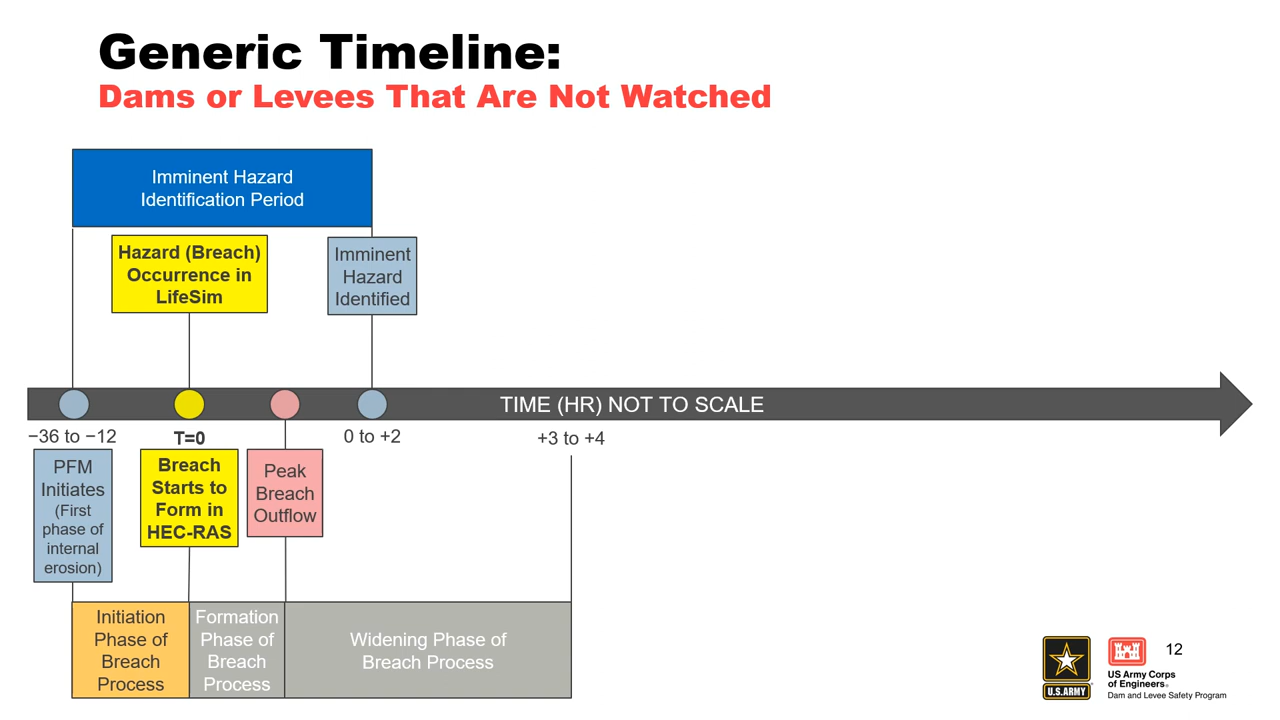 Generic Timeline:
Dams or Levees That Are Not Watched
Imminent Hazard
Identification Period
Hazard (Breach)
Occurrence in
LifeSim
Imminent
Hazard
Identified
TIME (HR) NOT TO SCALE
−36 to −12
T=0
0 to +2
+3 to +4
PFM
Initiates
(First
phase of
internal
erosion)
Breach
Starts to
Form in
HEC-RAS
Peak
Breach
Outflow
Initiation
Phase of
Breach
Process
Formation
Phase of
Breach
Process
Widening Phase of
Breach Process
U.S.ARMY
US Army Corps
of Engineers®
Dam and Levee Safety Program
12